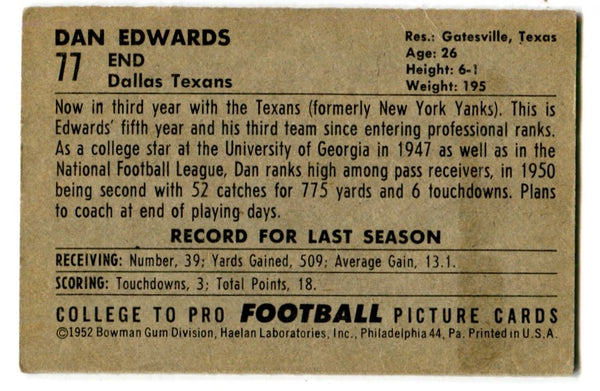 DAN EDWARDS
77 END
Dallas Texans
Res.: Gatesville, Texas
Age: 26
Height: 6-1
Weight: 195
Now in third year with the Texans (formerly New York Yanks). This is
Edwards' fifth year and his third team since entering professional ranks.
As a college star at the University of Georgia in 1947 as well as in the
National Football League, Dan ranks high among pass receivers, in 1950
being second with 52 catches for 775 yards and 6 touchdowns. Plans
to coach at end of playing days.
RECORD FOR LAST SEASON
RECEIVING: Number, 39; Yards Gained, 509; Average Gain, 13.1.
SCORING: Touchdowns, 3; Total Points, 18.
COLLEGE TO PRO FOOTBALL PICTURE CARDS
©1952 Bowman Gum Division, Haelan Laboratories, Inc., Philadelphia 44, Pa. Printed in U.S.A.